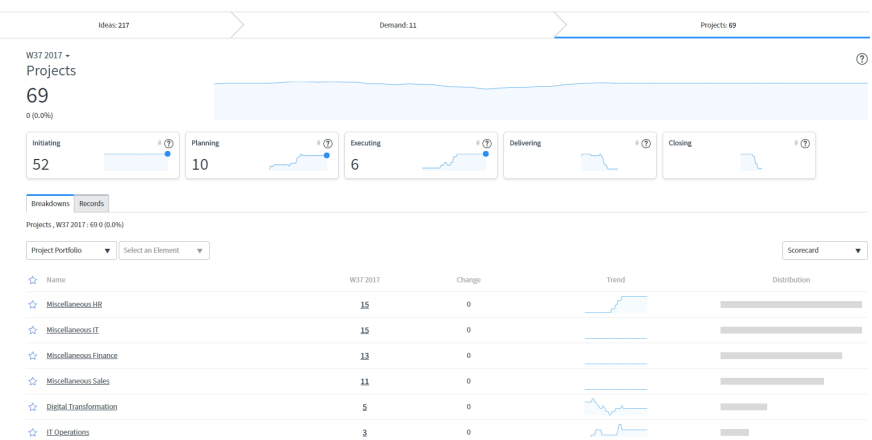 Ideas: 217 Demand: 11 Projects: 69
W37 2017
Projects
69
0 (0.0%)
Initiating Planning Executing Delivering Closing
52 10 6
Breakdowns Records
Projects , W37 2017 : 69 0 (0.0%)
Project Portfolio Select an Element Scorecard
Name W37 2017 Change Trend Distribution
Miscellaneous HR 15 0
Miscellaneous IT 15 0
Miscellaneous Finance 13 0
Miscellaneous Sales 11 0
Digital Transformation 5 0
IT Operations 3 0